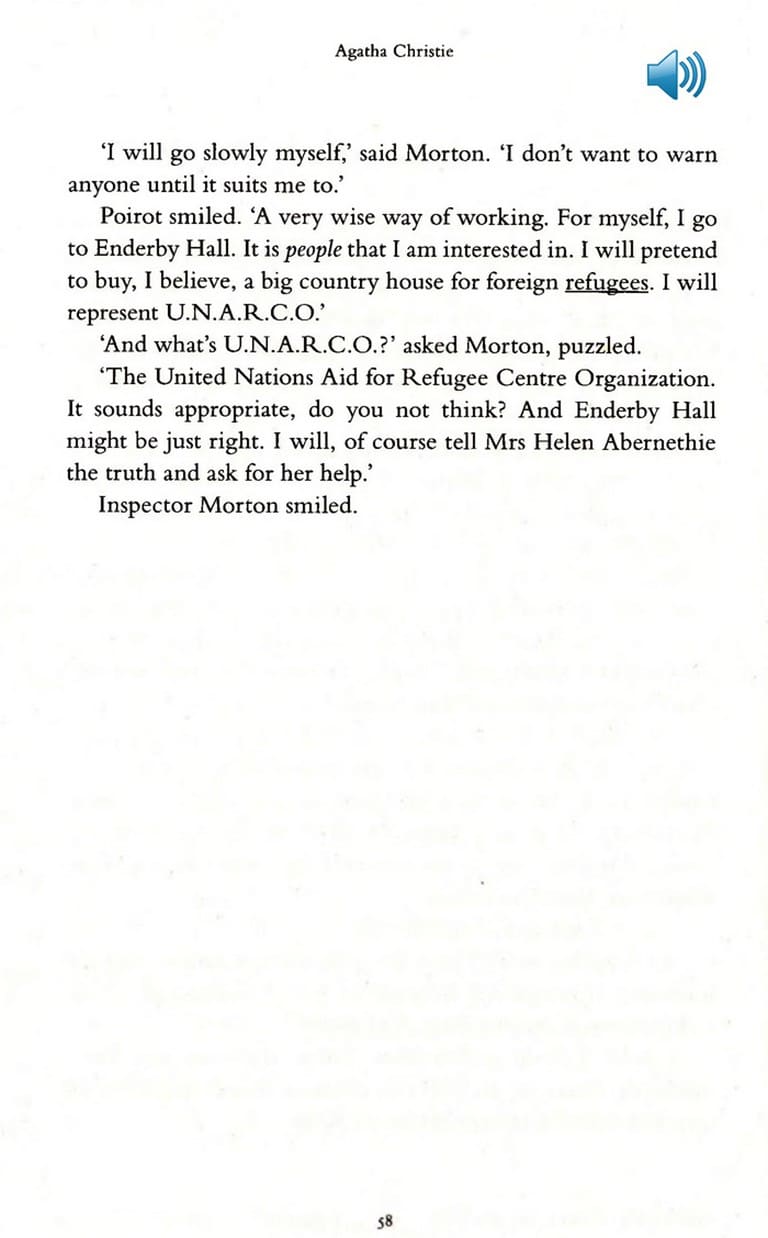 Agatha Christie
‘I will go slowly myself,’ said Morton. ‘I don’t want to warn
anyone until it suits me to.’
Poirot smiled. ‘A very wise way of working. For myself, I go
to Enderby Hall. It is people that I am interested in. I will pretend
to buy, I believe, a big country house for foreign refugees. I will
represent U.N.A.R.C.O.’
‘And what’s U.N.A.R.C.O.?’ asked Morton, puzzled.
‘The United Nations Aid for Refugee Centre Organization.
It sounds appropriate, do you not think? And Enderby Hall
might be just right. I will, of course tell Mrs Helen Abernethie
the truth and ask for her help.’
Inspector Morton smiled.
58